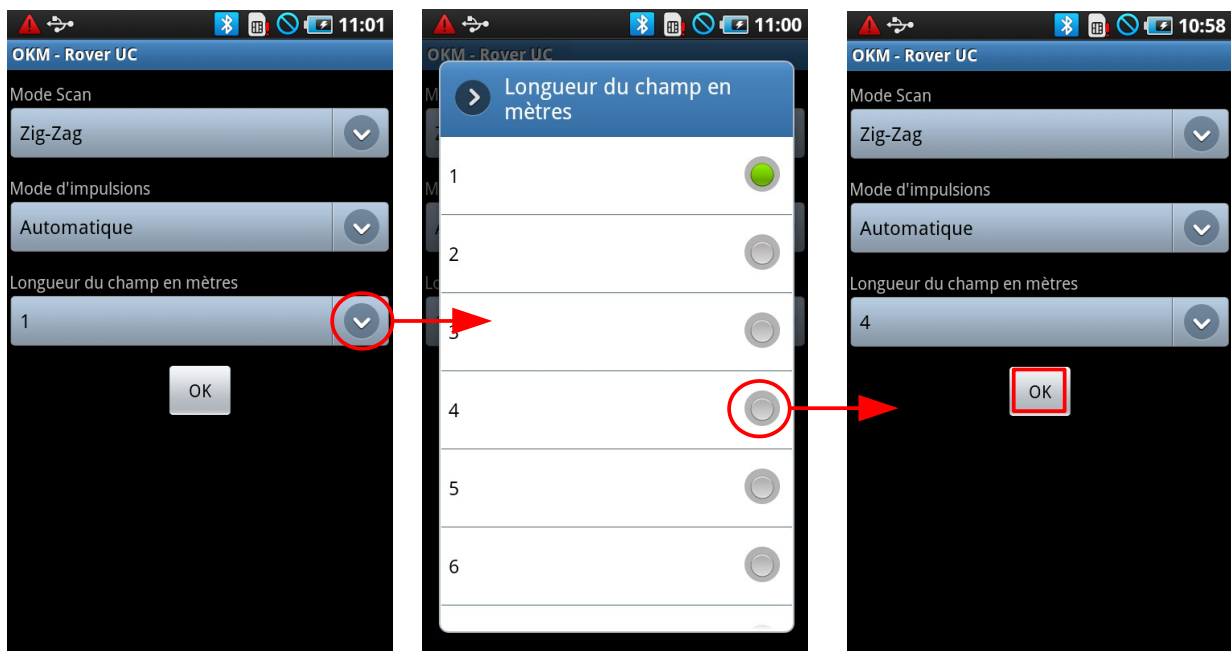 11:01
OKM - Rover UC
Mode Scan
Zig-Zag
Mode d'impulsions
Automatique
Longueur du champ en mètres
1
OK
11:00
OKM - Rover UC
Longueur du champ en
mètres
1
2
3
4
5
6
10:58
OKM - Rover UC
Mode Scan
Zig-Zag
Mode d'impulsions
Automatique
Longueur du champ en mètres
4
OK